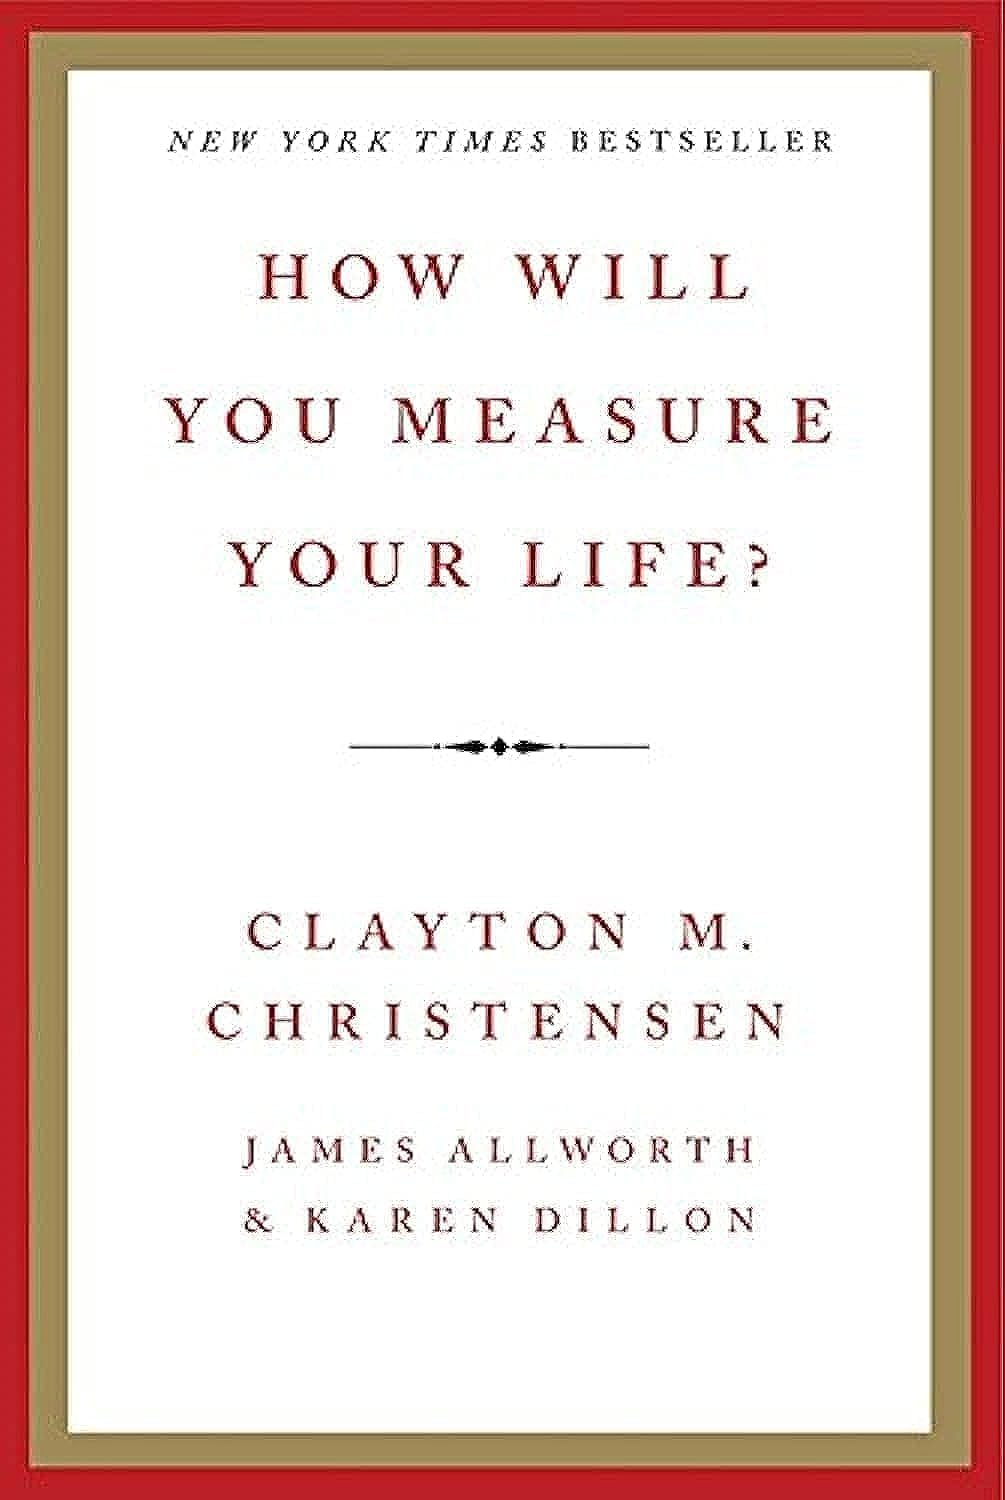 NEW YORK TIMES BESTSELLER
HOW WILL
YOU MEASURE
YOUR LIFE?
CLAYTON M.
CHRISTENSEN
JAMES ALLWORTH
& KAREN DILLON